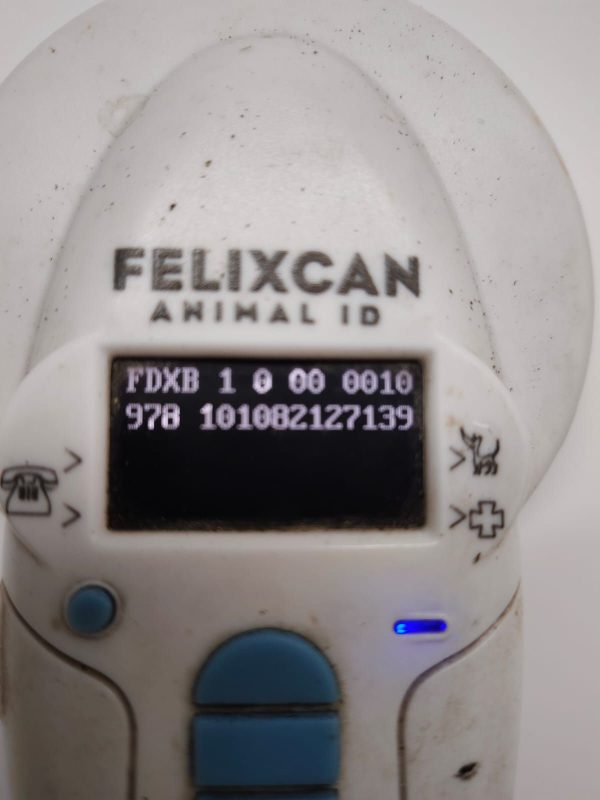 FELIXCAN
ANIMAL ID
FDXB 1 0 00 0010
978 101082127139